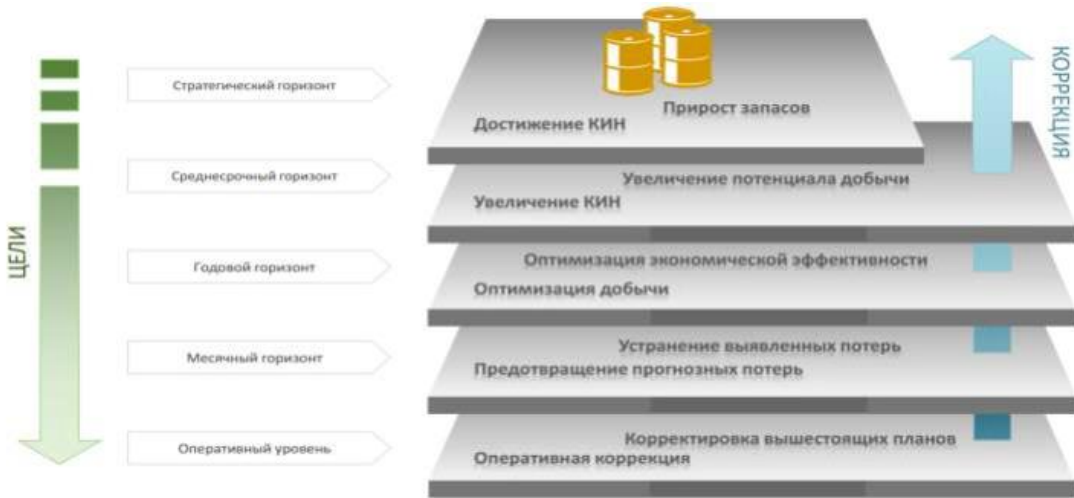 ЦЕЛИ
Стратегический горизонт
Прирост запасов
Достижение КИН
КОРРЕКЦИЯ
Среднесрочный горизонт
Увеличение потенциала добычи
Увеличение КИН
Годовой горизонт
Оптимизация экономической эффективности
Оптимизация добычи
Месячный горизонт
Устранение выявленных потерь
Предотвращение прогнозных потерь
Оперативный уровень
Корректировка вышестоящих планов
Оперативная коррекция